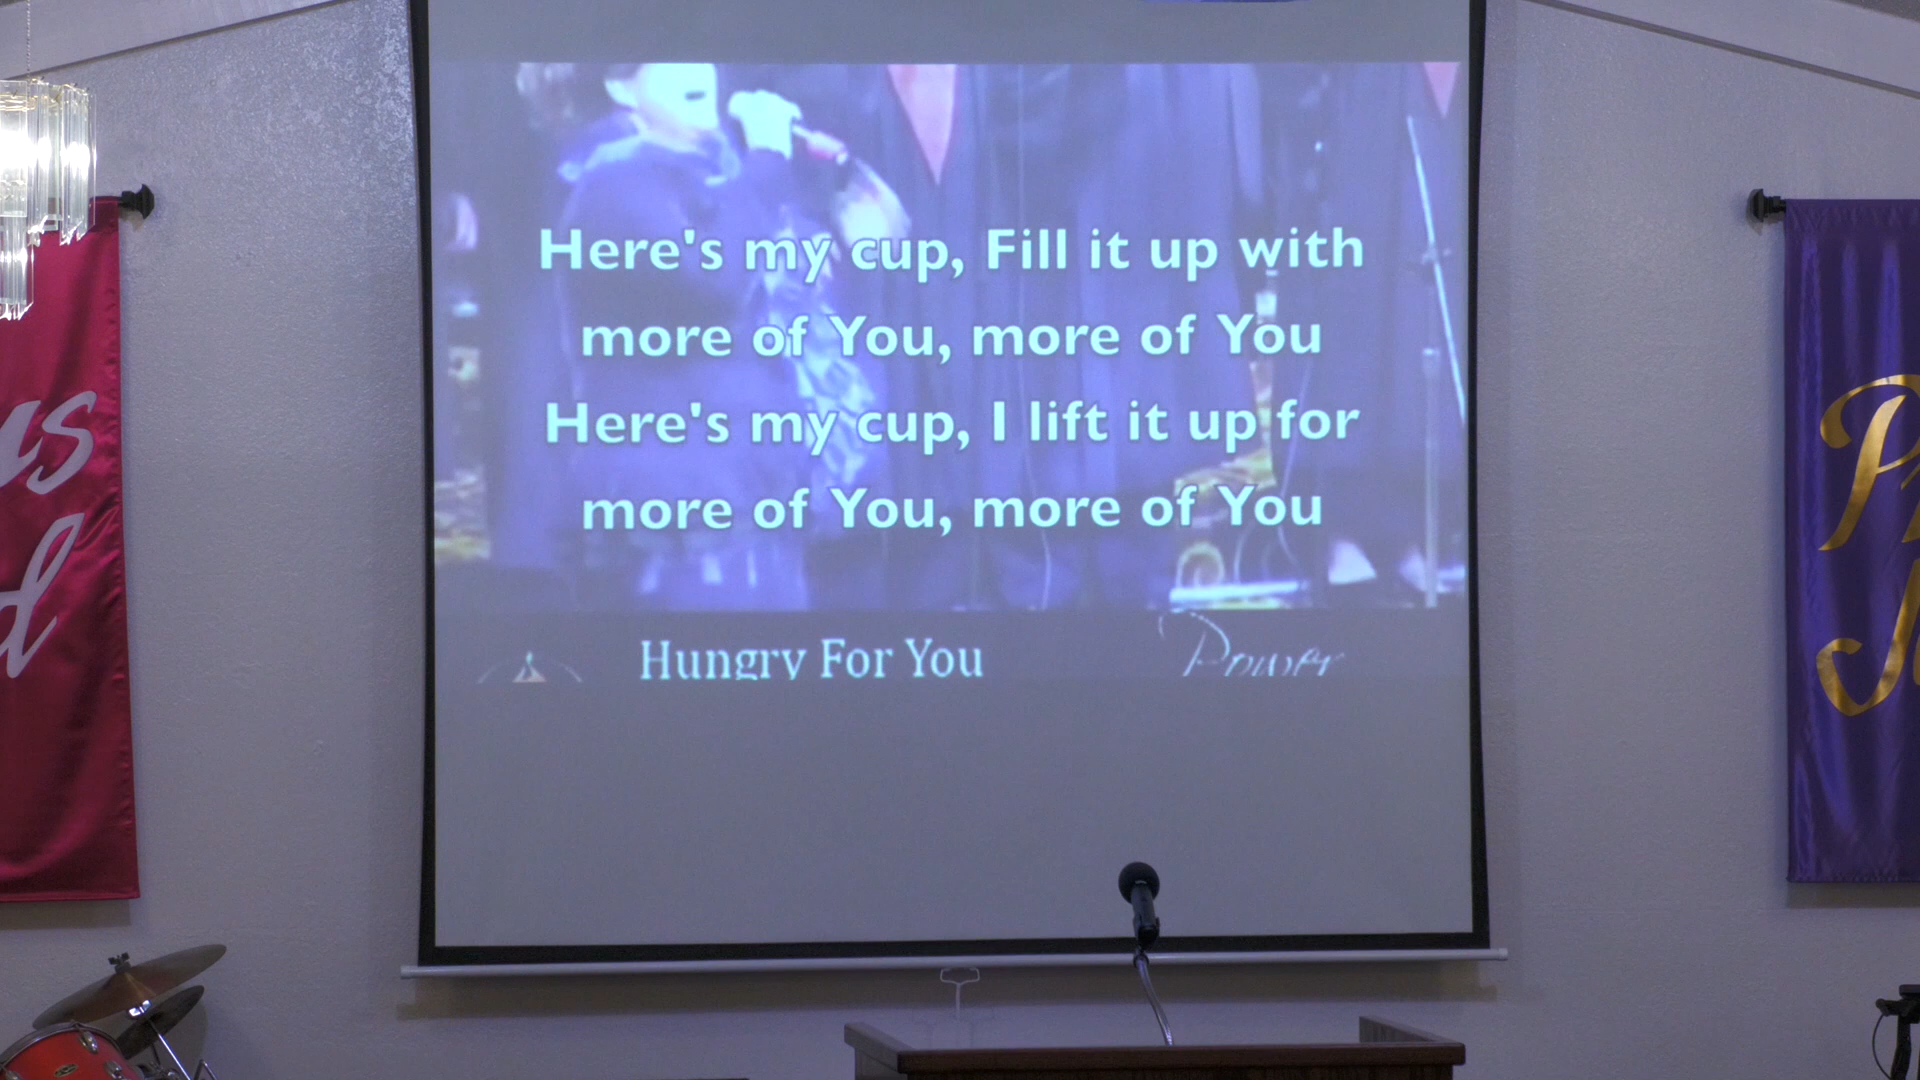 Here's my cup, Fill it up with
more of You, more of You
Here's my cup, I lift it up for
more of You, more of You
Hungry For You
Power